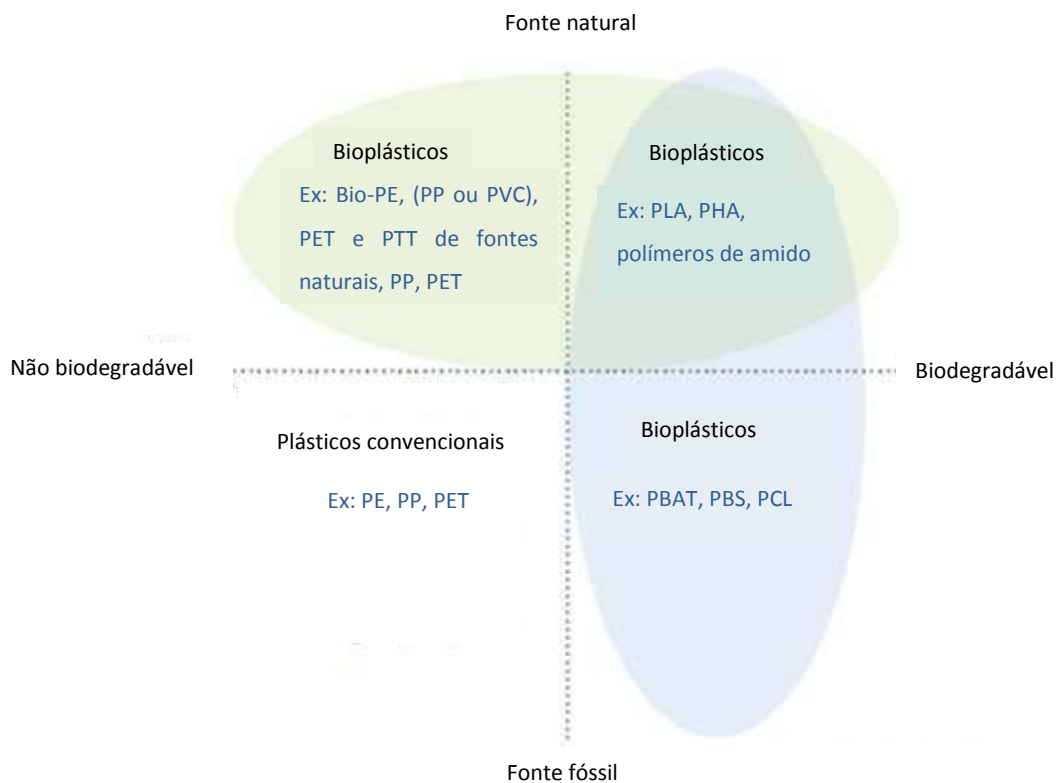 Fonte natural
Bioplásticos
Ex: Bio-PE, (PP ou PVC),
PET e PTT de fontes
naturais, PP, PET
Bioplásticos
Ex: PLA, PHA,
polímeros de amido
Não biodegradável
Biodegradável
Plásticos convencionais
Ex: PE, PP, PET
Bioplásticos
Ex: PBAT, PBS, PCL
Fonte fóssil